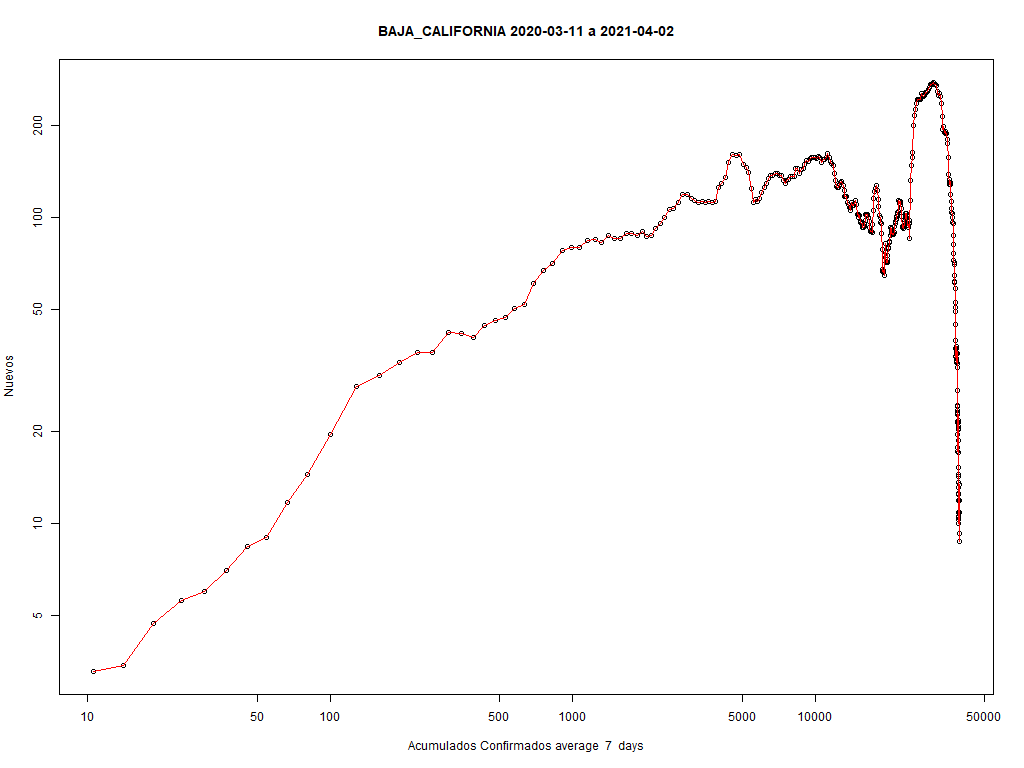 BAJA_CALIFORNIA 2020-03-11 a 2021-04-02
200
100
50
20
10
5
Nuevos
10 50 100 500 1000 5000 10000 50000
Acumulados Confirmados average 7 days